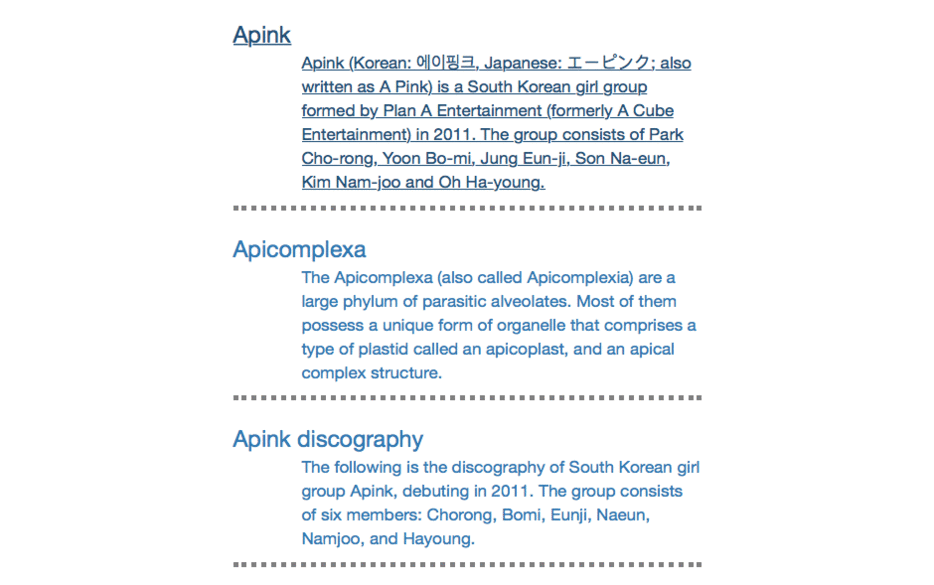 Apink
Apink (Korean: 에이핑크, Japanese: エーピンク; also
written as A Pink) is a South Korean girl group
formed by Plan A Entertainment (formerly A Cube
Entertainment) in 2011. The group consists of Park
Cho-rong, Yoon Bo-mi, Jung Eun-ji, Son Na-eun,
Kim Nam-joo and Oh Ha-young.
Apicomplexa
The Apicomplexa (also called Apicomplexia) are a
large phylum of parasitic alveolates. Most of them
possess a unique form of organelle that comprises a
type of plastid called an apicoplast, and an apical
complex structure.
Apink discography
The following is the discography of South Korean girl
group Apink, debuting in 2011. The group consists
of six members: Chorong, Bomi, Eunji, Naeun,
Namjoo, and Hayoung.